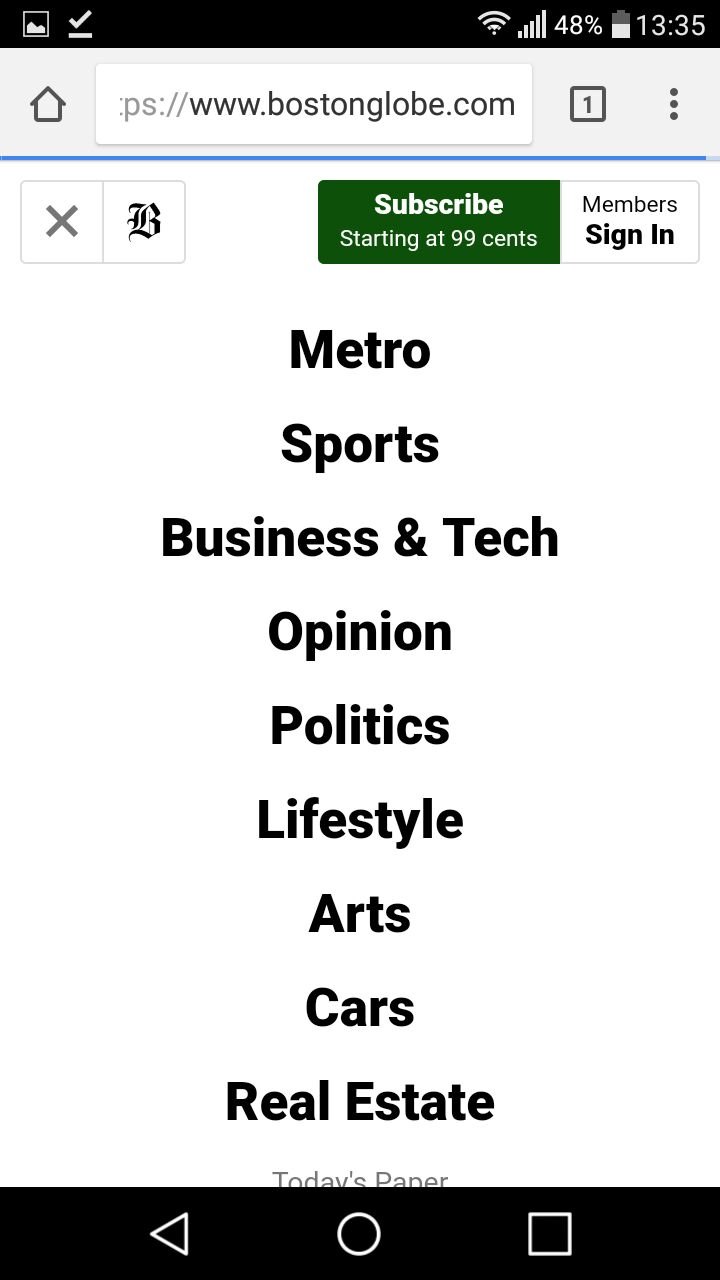 48% 13:35
:ps://www.bostonglobe.com 1
B Subscribe Members
Starting at 99 cents Sign In
Metro
Sports
Business & Tech
Opinion
Politics
Lifestyle
Arts
Cars
Real Estate
Today's Paper